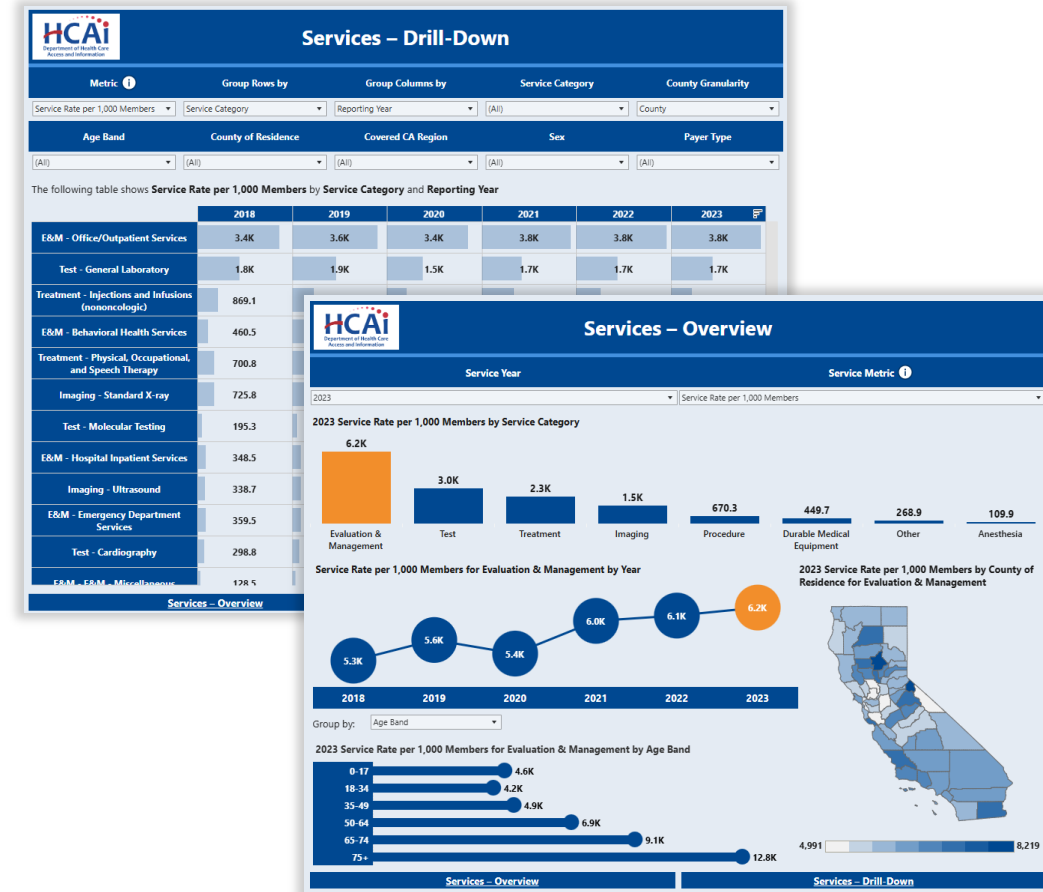 HCAi
Department of Health Care
Access and Information
Services – Drill-Down
Metric i Group Rows by Group Columns by Service Category County Granularity
Service Rate per 1,000 Members Service Category Reporting Year (All) County
Age Band County of Residence Covered CA Region Sex Payer Type
(All) (All) (All) (All) (All)
The following table shows Service Rate per 1,000 Members by Service Category and Reporting Year
2018 2019 2020 2021 2022 2023
E&M - Office/Outpatient Services 3.4K 3.6K 3.4K 3.8K 3.8K 3.8K
Test - General Laboratory 1.8K 1.9K 1.5K 1.7K 1.7K 1.7K
Treatment - Injections and Infusions
(nononcologic) 869.1
E&M - Behavioral Health Services 460.5
Treatment - Physical, Occupational,
and Speech Therapy 700.8
Imaging - Standard X-ray 725.8
Test - Molecular Testing 195.3
E&M - Hospital Inpatient Services 348.5
Imaging - Ultrasound 338.7
E&M - Emergency Department
Services 359.5
Test - Cardiography 298.8
E&M - E&M - Miscellaneous 128.5
Services – Overview
HCAi
Department of Health Care
Access and Information
Services – Overview
Service Year Service Metric i
2023 Service Rate per 1,000 Members
2023 Service Rate per 1,000 Members by Service Category
6.2K 3.0K 2.3K 1.5K 670.3 449.7 268.9 109.9
Evaluation &
Management Test Treatment Imaging Procedure Durable Medical
Equipment Other Anesthesia
Service Rate per 1,000 Members for Evaluation & Management by Year
5.3K 5.6K 5.4K 6.0K 6.1K 6.2K
2018 2019 2020 2021 2022 2023
2023 Service Rate per 1,000 Members by County of
Residence for Evaluation & Management
4,991 8,219
Group by: Age Band
2023 Service Rate per 1,000 Members for Evaluation & Management by Age Band
0-17 4.6K
18-34 4.2K
35-49 4.9K
50-64 6.9K
65-74 9.1K
75+ 12.8K
Services – Overview Services – Drill-Down